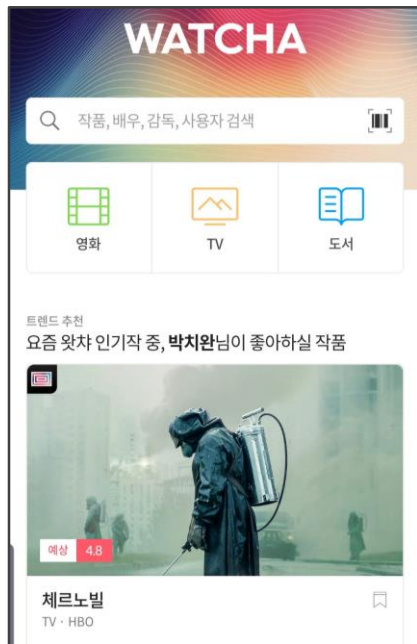 WATCHA
작품, 배우, 감독, 사용자 검색
영화 TV 도서
트렌드 추천
요즘 왓챠 인기작 중, 박치완님이 좋아하실 작품
예상 4.8
체르노빌
TV · HBO